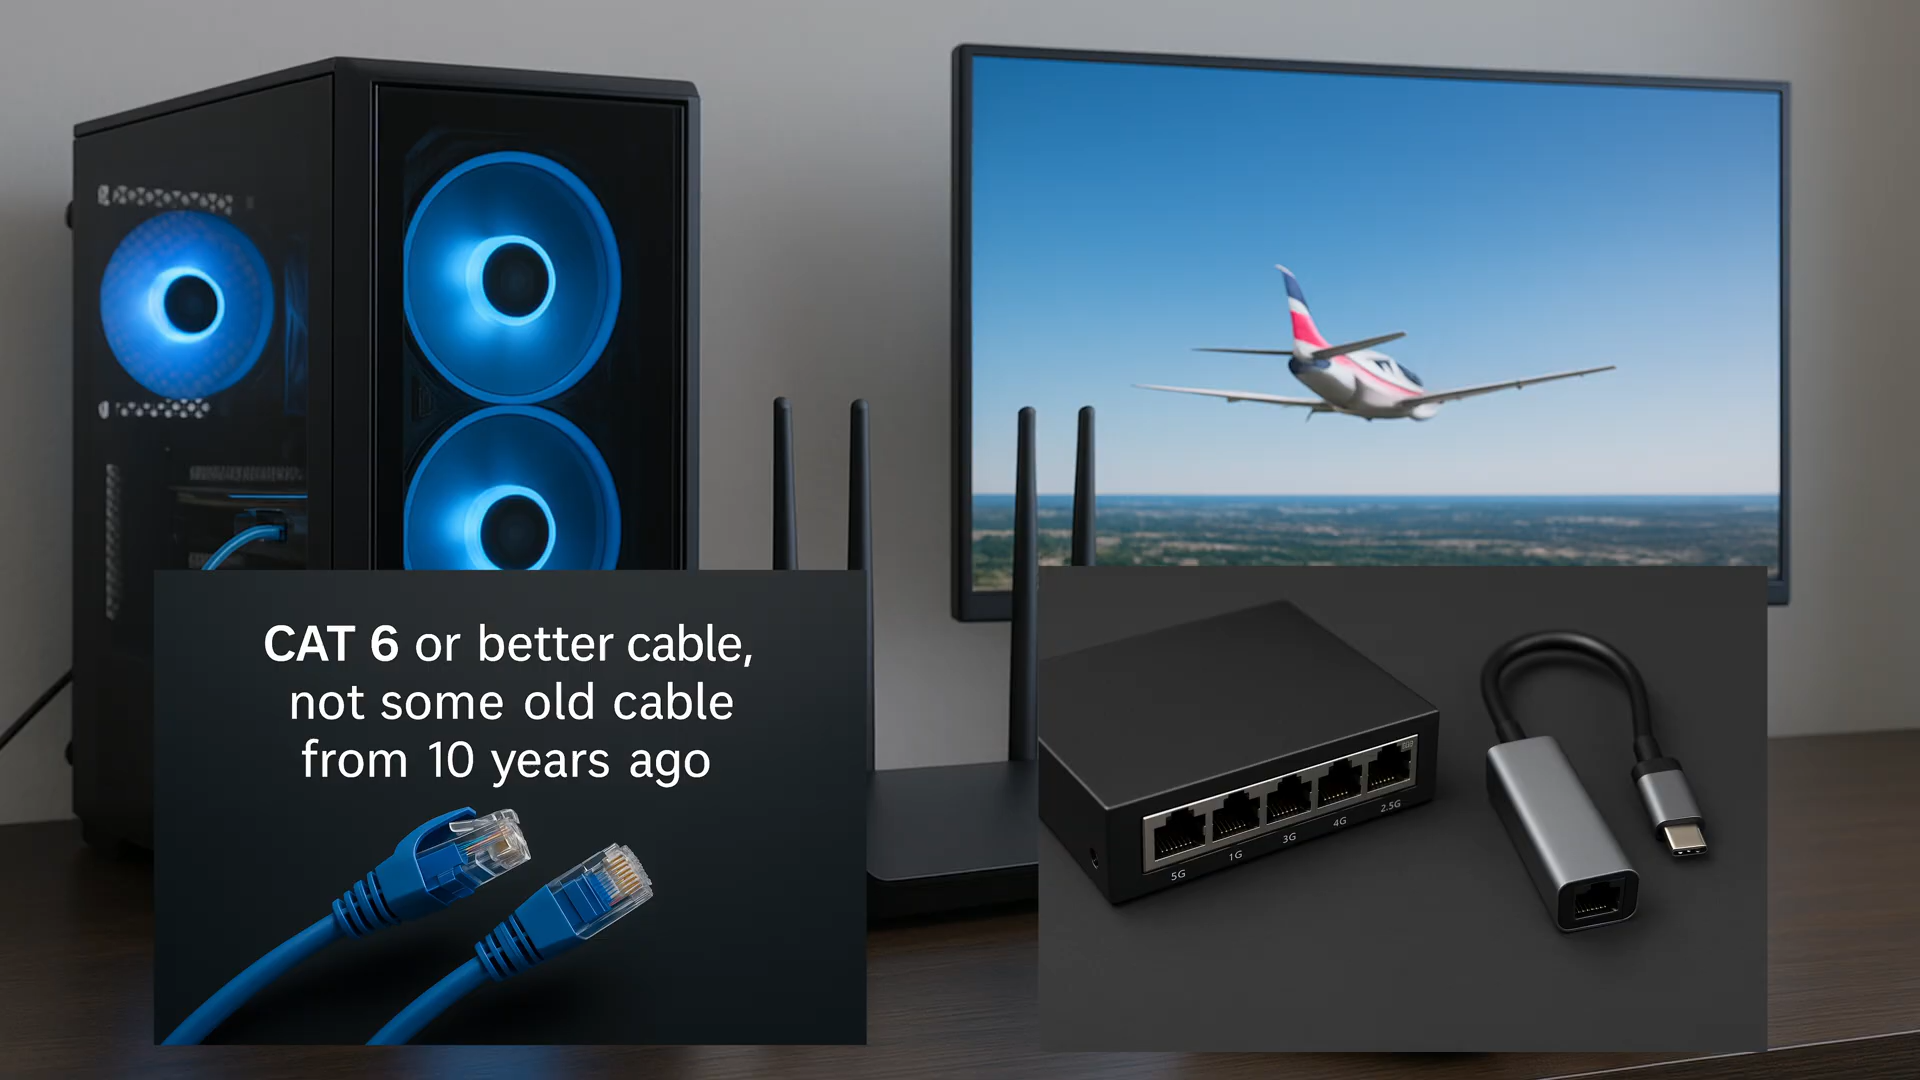 CAT 6 or better cable,
not some old cable
from 10 years ago
5G
1G
3G
4G
2.5G